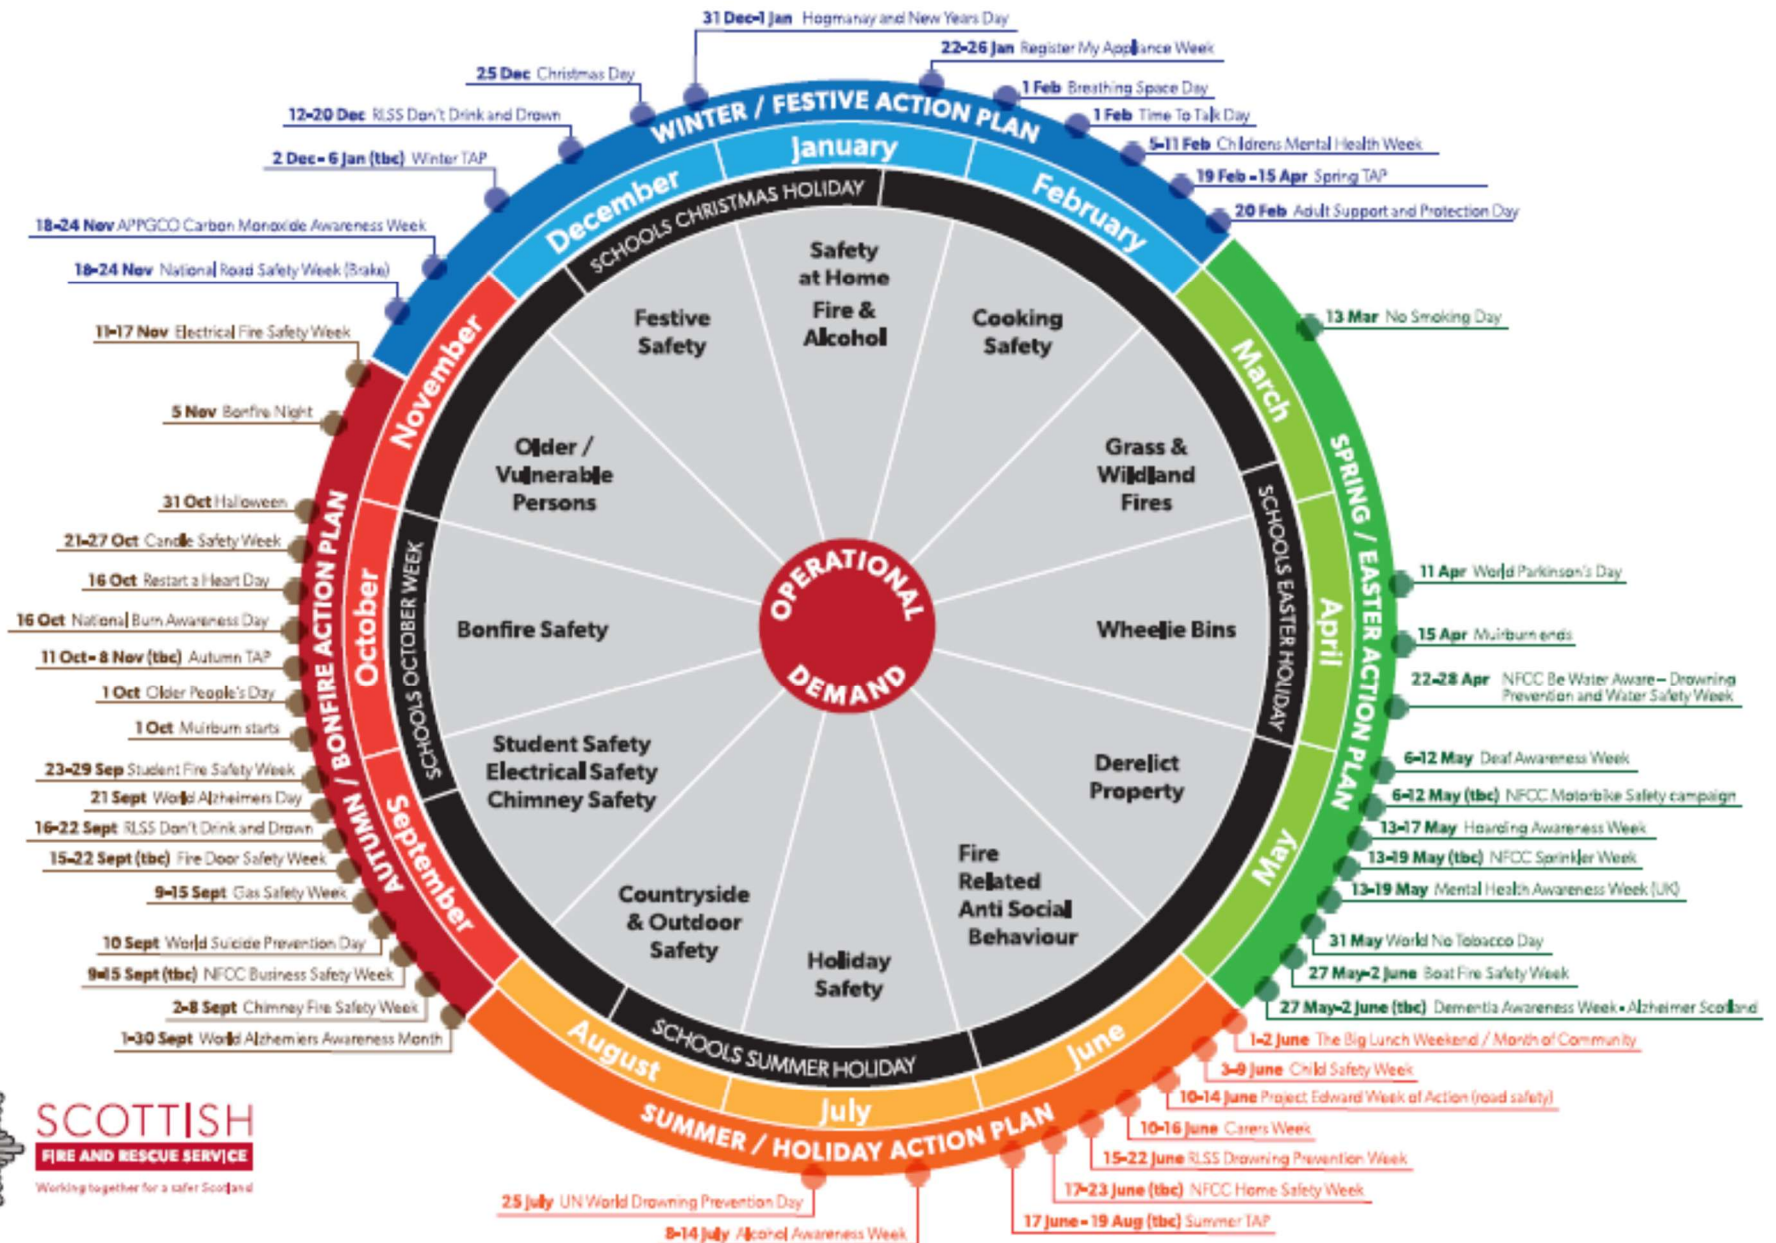 31 Dec-1 Jan Hogmanay and New Years Day
22-26 Jan Register My Appliance Week
1 Feb Breathing Space Day
1 Feb Time To Talk Day
5-11 Feb Childrens Mental Health Week
19 Feb -15 Apr Spring TAP
20 Feb Adult Support and Protection Day
13 Mar No Smoking Day
11 Apr World Parkinson's Day
15 Apr Muirburn ends
22-28 Apr NFCC Be Water Aware – Drowning
Prevention and Water Safety Week
6-12 May Deaf Awareness Week
6-12 May (tbc) NFCC Motorbike Safety campaign
13-17 May Hoarding Awareness Week
13-19 May (tbc) NFCC Sprinkler Week
13-19 May Mental Health Awareness Week (UK)
31 May World No Tobacco Day
27 May-2 June Boat Fire Safety Week
27 May-2 June (tbc) Dementia Awareness Week • Alzheimer Scotland
1-2 June The Big Lunch Weekend / Month of Community
3-9 June Child Safety Week
10-14 June Project Edward Week of Action (road safety)
10-16 June Carers Week
15-22 June RLSS Drowning Prevention Week
17-23 June (tbc) NFCC Home Safety Week
17 June - 19 Aug (tbc) Summer TAP
8-14 July Alcohol Awareness Week
25 July UN World Drowning Prevention Day
1-30 Sept World Alzhemiers Awareness Month
2-8 Sept Chimney Fire Safety Week
9-15 Sept (tbc) NFCC Business Safety Week
10 Sept World Suicide Prevention Day
9-15 Sept Gas Safety Week
15-22 Sept (tbc) Fire Door Safety Week
16-22 Sept RLSS Don't Drink and Drown
21 Sept World Alzheimers Day
23-29 Sep Student Fire Safety Week
1 Oct Muirburn starts
1 Oct Older People's Day
11 Oct - 8 Nov (tbc) Autumn TAP
16 Oct National Burn Awareness Day
16 Oct Restart a Heart Day
21-27 Oct Candle Safety Week
31 Oct Halloween
5 Nov Bonfire Night
11-17 Nov Electrical Fire Safety Week
18-24 Nov National Road Safety Week (Brake)
18-24 Nov APPGCO Carbon Monoxide Awareness Week
2 Dec - 6 Jan (tbc) Winter TAP
12-20 Dec RLSS Don't Drink and Drown
25 Dec Christmas Day
WINTER / FESTIVE ACTION PLAN
SPRING / EASTER ACTION PLAN
SUMMER / HOLIDAY ACTION PLAN
AUTUMN / BONFIRE ACTION PLAN
January
February
March
April
May
June
July
August
September
October
November
December
SCHOOLS CHRISTMAS HOLIDAY
SCHOOLS EASTER HOLIDAY
SCHOOLS SUMMER HOLIDAY
SCHOOLS OCTOBER WEEK
Safety
at Home
Fire &
Alcohol
Cooking
Safety
Grass &
Wildland
Fires
Wheelie Bins
Derelict
Property
Fire
Related
Anti Social
Behaviour
Holiday
Safety
Countryside
& Outdoor
Safety
Student Safety
Electrical Safety
Chimney Safety
Bonfire Safety
Older /
Vulnerable
Persons
Festive
Safety
OPERATIONAL
DEMAND
SCOTTISH
FIRE AND RESCUE SERVICE
Working together for a safer Scotland